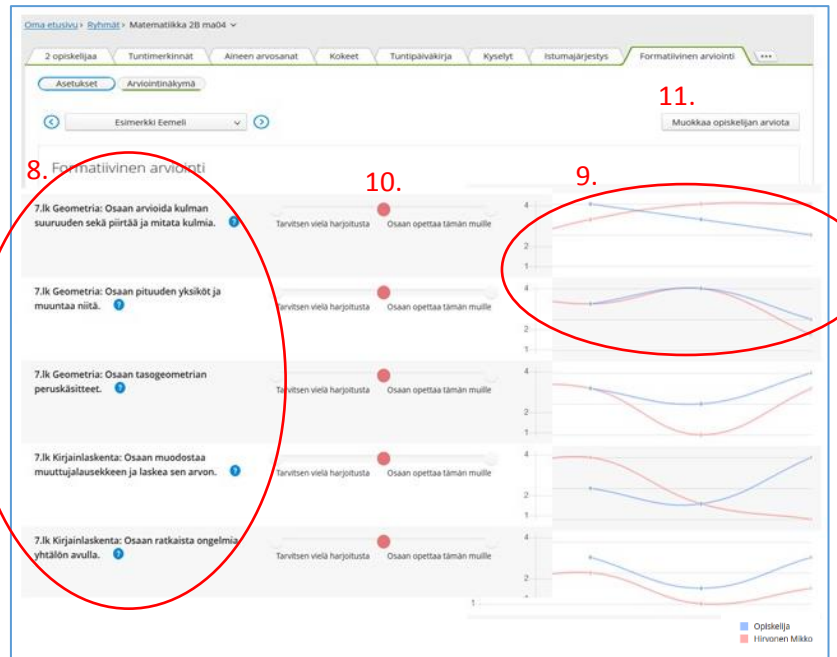 Oma etusivu › Ryhmät › Matematiikka 2B ma04
2 opiskelijaa Tuntimerkinnat Aineen arvosanat Kokeet Tuntipäiväkirja Kyselyt Istumajärjestys Formatiivinen arviointi ...
Asetukset Arviointinäkymä
11.
Esimerkki Eemeli Muokkaa opiskelijan arviota
Formatiivinen arviointi
8. 10. 9.
7.lk Geometria: Osaan arvioida kulman
suuruuden sekä piirtää ja mitata kulmia. ?
Tarvitsen vielä harjoitusta Osaan opettaa tämän muille
4
2
1
7.lk Geometria: Osaan pituuden yksiköt ja
muuntaa niitä. ?
Tarvitsen vielä harjoitusta Osaan opettaa tämän muille
4
2
1
7.lk Geometria: Osaan tasogeometrian
peruskäsitteet. ?
Tarvitsen vielä harjoitusta Osaan opettaa tämän muille
4
2
1
7.lk Kirjainlaskenta: Osaan muodostaa
muuttujalausekkeen ja laskea sen arvon. ?
Tarvitsen vielä harjoitusta Osaan opettaa tämän muille
4
2
1
7.lk Kirjainlaskenta: Osaan ratkaista ongelmia
yhtälön avulla. ?
Tarvitsen vielä harjoitusta Osaan opettaa tämän muille
4
2
1
Opiskelija
Hirvonen Mikko